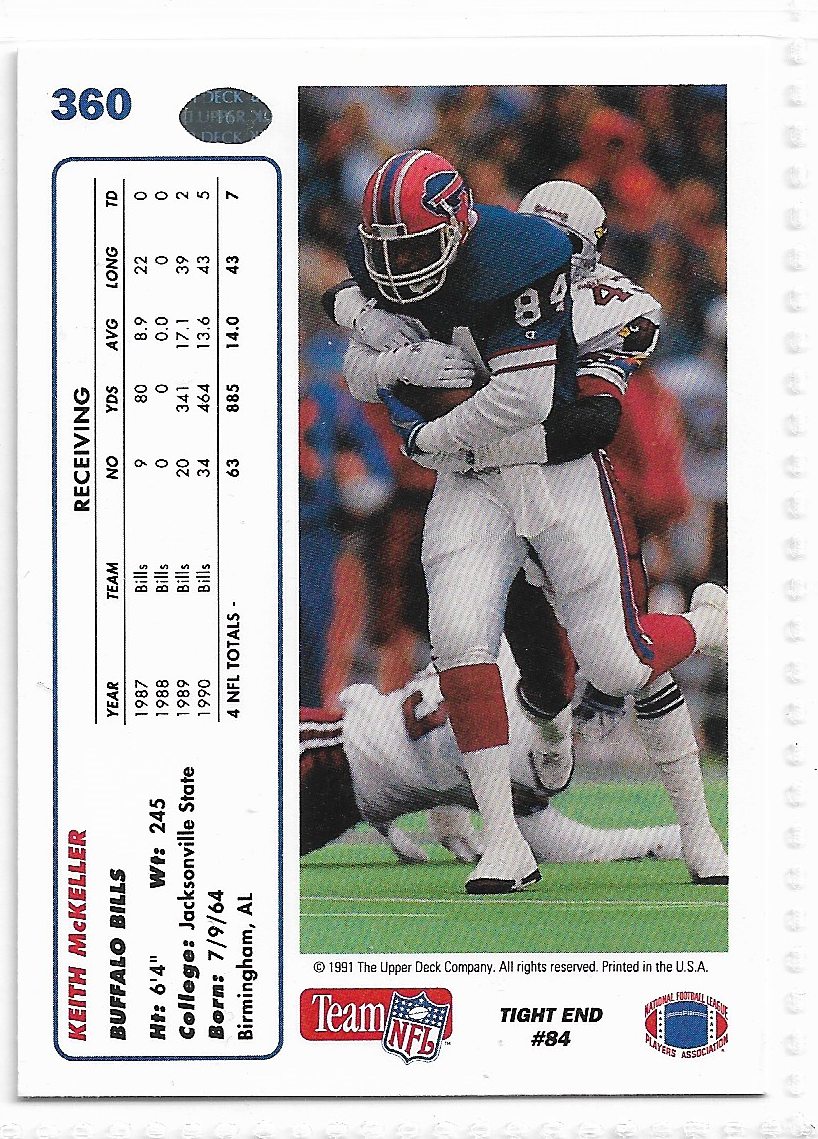 360
KEITH McKELLER
BUFFALO BILLS
Ht: 6'4" Wt: 245
College: Jacksonville State
Born: 7/9/64
Birmingham, AL
RECEIVING
YEAR TEAM NO YDS AVG LONG TD
1987 Bills 9 80 8.9 22 0
1988 Bills 0 0 0.0 0 0
1989 Bills 20 341 17.1 39 2
1990 Bills 34 464 13.6 43 5
4 NFL TOTALS - 63 885 14.0 43 7
84
4
© 1991 The Upper Deck Company. All rights reserved. Printed in the U.S.A.
Team NFL
TM
TIGHT END
#84
NATIONAL FOOTBALL LEAGUE
PLAYERS ASSOCIATION